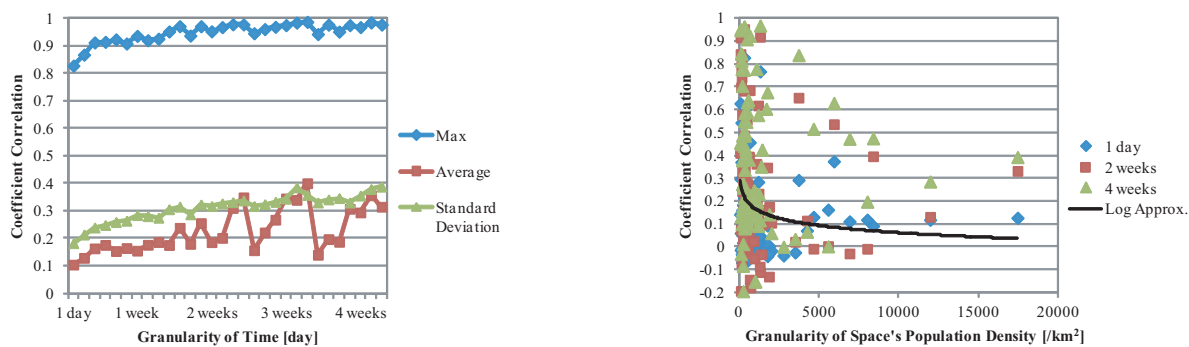 Coefficient Correlation
1
0.9
0.8
0.7
0.6
0.5
0.4
0.3
0.2
0.1
0
1 day 1 week 2 weeks 3 weeks 4 weeks
Granularity of Time [day]
Max
Average
Standard
Deviation
Coefficient Correlation
1
0.9
0.8
0.7
0.6
0.5
0.4
0.3
0.2
0.1
0
-0.1
-0.2
0 5000 10000 15000 20000
Granularity of Space's Population Density [/km²]
1 day
2 weeks
4 weeks
Log Approx.